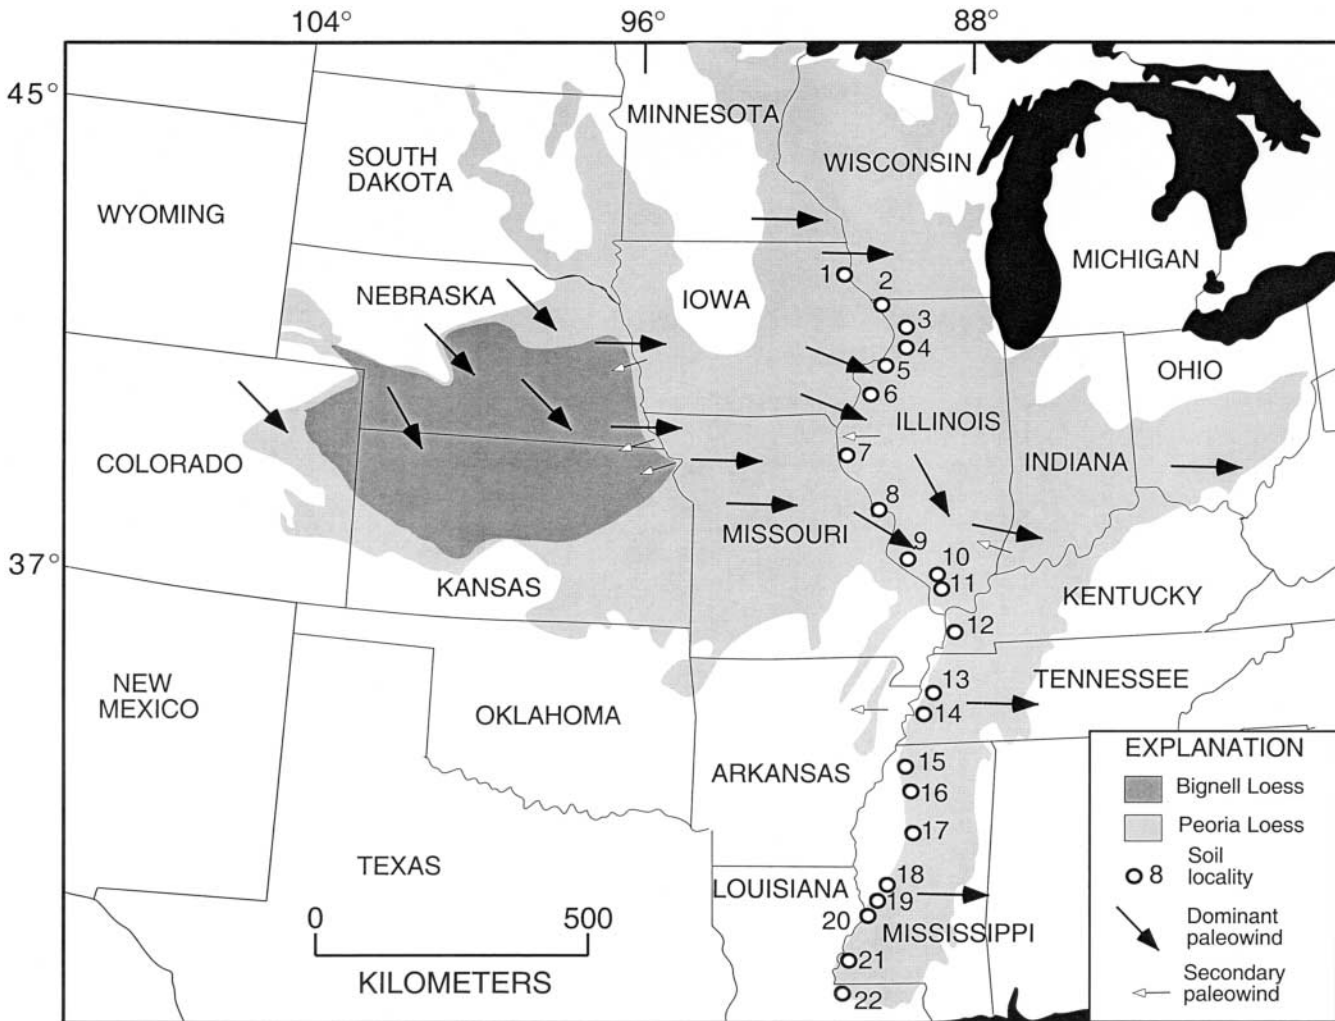 104°
96°
88°
45°
37°
MINNESOTA
WISCONSIN
SOUTH
DAKOTA
WYOMING
MICHIGAN
NEBRASKA
IOWA
1
2
3
4
5
6
OHIO
ILLINOIS
COLORADO
INDIANA
7
8
MISSOURI
9
10
11
KANSAS
KENTUCKY
12
NEW
MEXICO
OKLAHOMA
13
14
TENNESSEE
ARKANSAS
15
16
17
TEXAS
LOUISIANA
18
19
20
MISSISSIPPI
21
22
0
500
KILOMETERS
EXPLANATION
Bignell Loess
Peoria Loess
8
Soil
locality
Dominant
paleowind
Secondary
paleowind